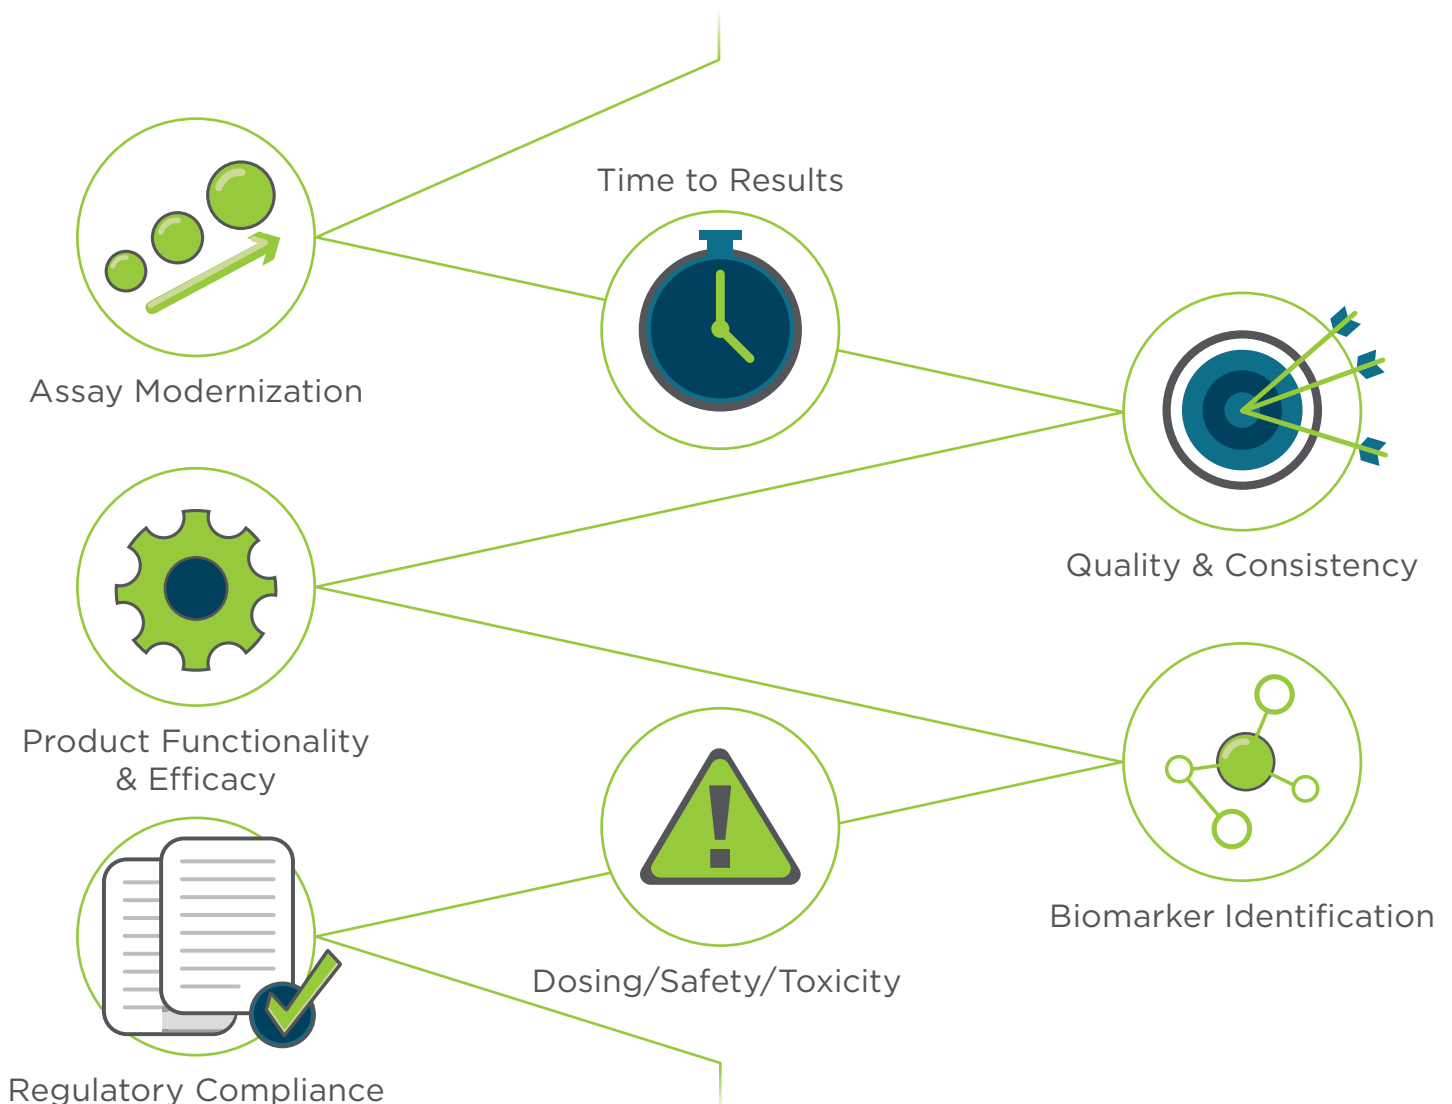 Time to Results
Assay Modernization
Quality & Consistency
Product Functionality
& Efficacy
Biomarker Identification
Dosing/Safety/Toxicity
Regulatory Compliance